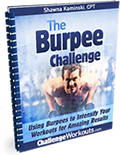 Shawna Kaminski, CPT
The
Burpee
Challenge
Using Burpees to Intensify Your
Workouts for Amazing Results
ChallengeWorkouts.com